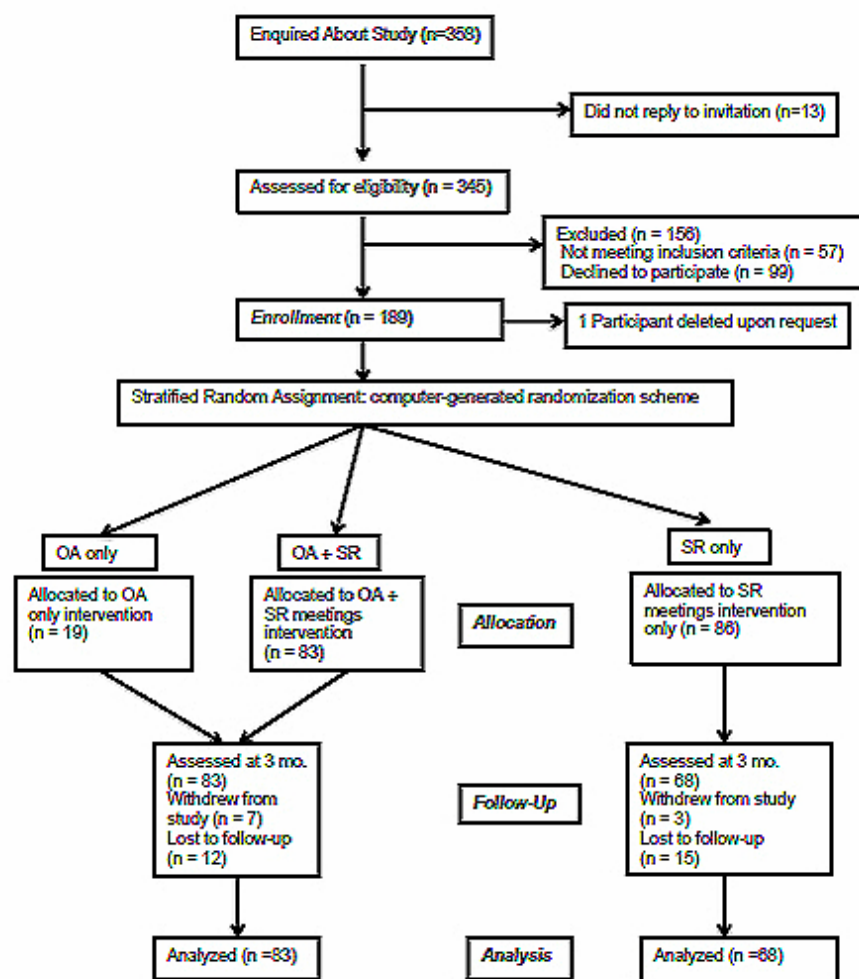 Enquired About Study (n=358)
Did not reply to invitation (n=13)
Assessed for eligibility (n = 345)
Excluded (n = 156)
Not meeting inclusion criteria (n = 57)
Declined to participate (n = 99)
Enrollment (n = 189)
1 Participant deleted upon request
Stratified Random Assignment: computer-generated randomization scheme
OA only
OA + SR
SR only
Allocated to OA
only intervention
(n = 19)
Allocated to OA +
SR meetings
intervention
(n = 83)
Allocation
Allocated to SR
meetings intervention
only (n = 86)
Assessed at 3 mo.
(n = 83)
Withdrew from
study (n = 7)
Lost to follow-up
(n = 12)
Follow-Up
Assessed at 3 mo.
(n = 68)
Withdrew from study
(n = 3)
Lost to follow-up
(n = 15)
Analyzed (n =83)
Analysis
Analyzed (n =68)